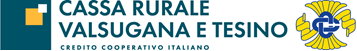 CASSA RURALE
VALSUGANA E TESINO
CREDITO COOPERATIVO ITALIANO